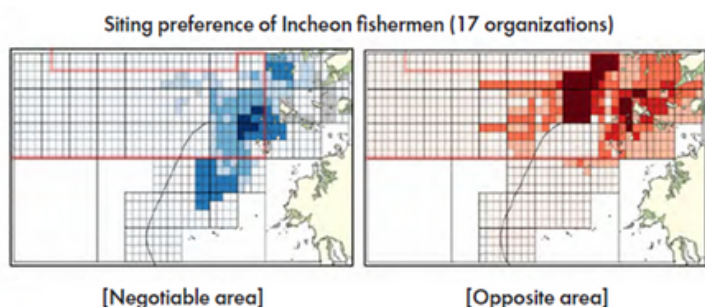 Siting preference of Incheon fishermen (17 organizations)
[Negotiable area]
[Opposite area]